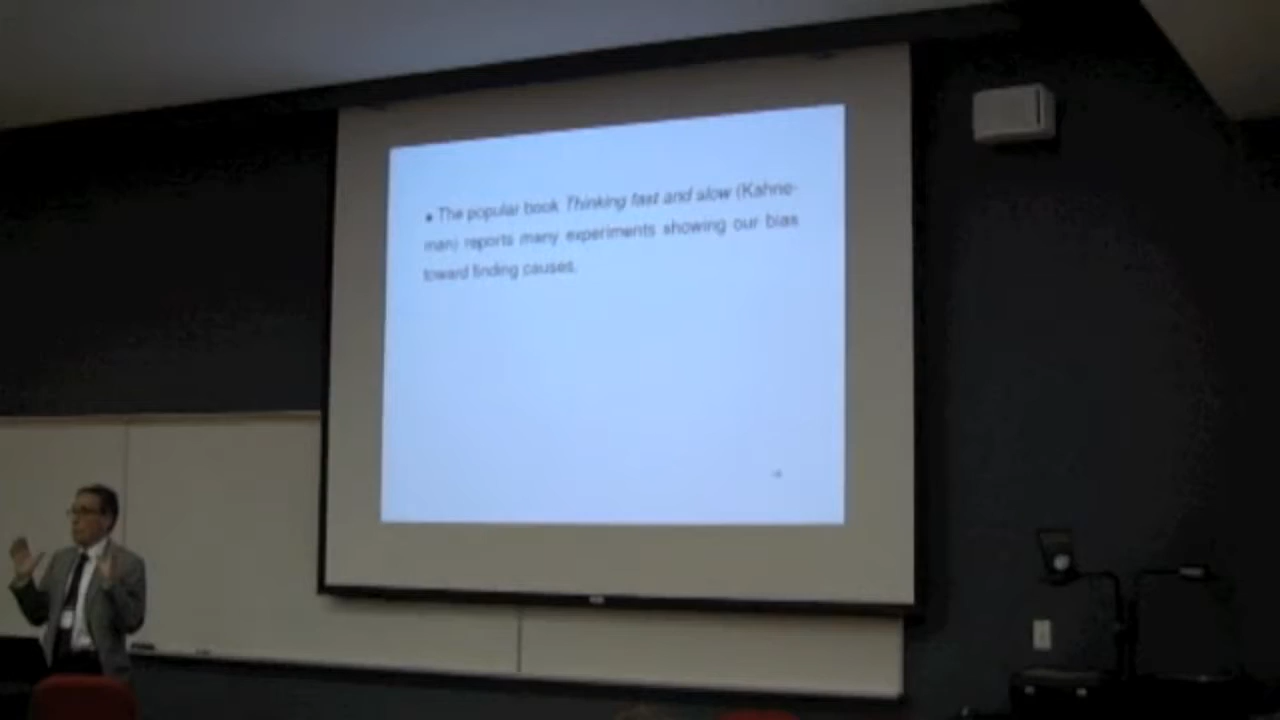 • The popular book Thinking fast and slow (Kahne-
man) reports many experiments showing our bias
toward finding causes.